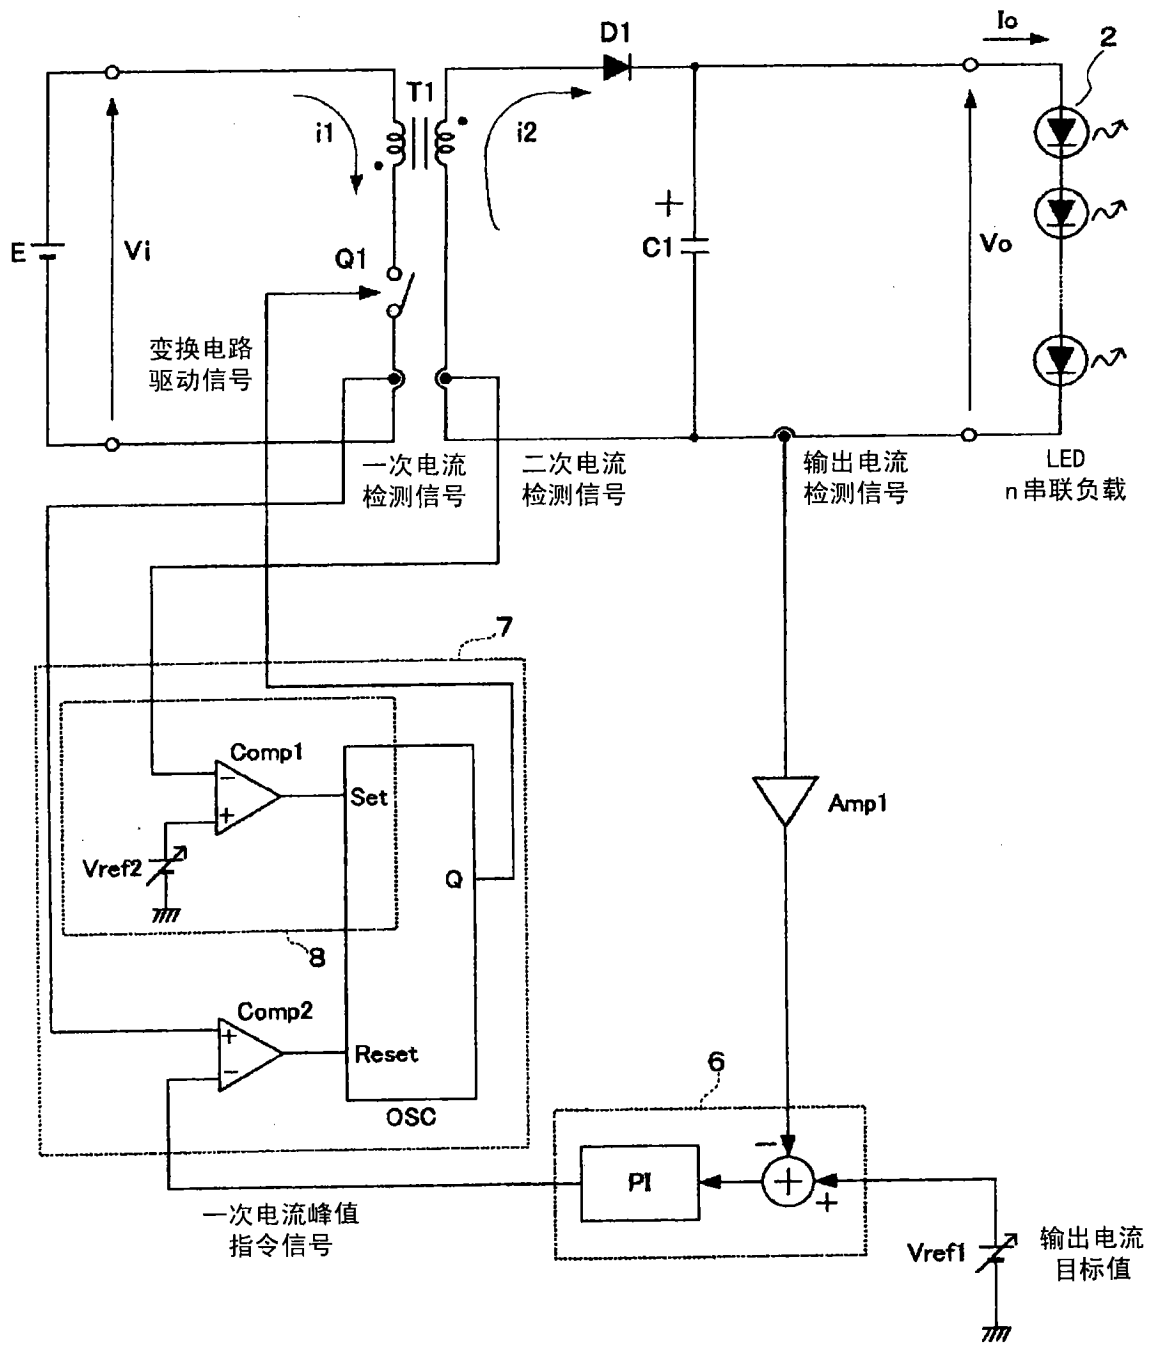 Io
D1
2
T1
i1
i2
E
Vi
Q1
+
C1
Vo
变换电路
驱动信号
一次电流
检测信号
二次电流
检测信号
输出电流
检测信号
LED
n串联负载
7
Comp1
−
+
Set
Vref2
Q
8
Amp1
Comp2
+
−
Reset
OSC
6
−
PI
+
+
一次电流峰值
指令信号
Vref1
输出电流
目标值